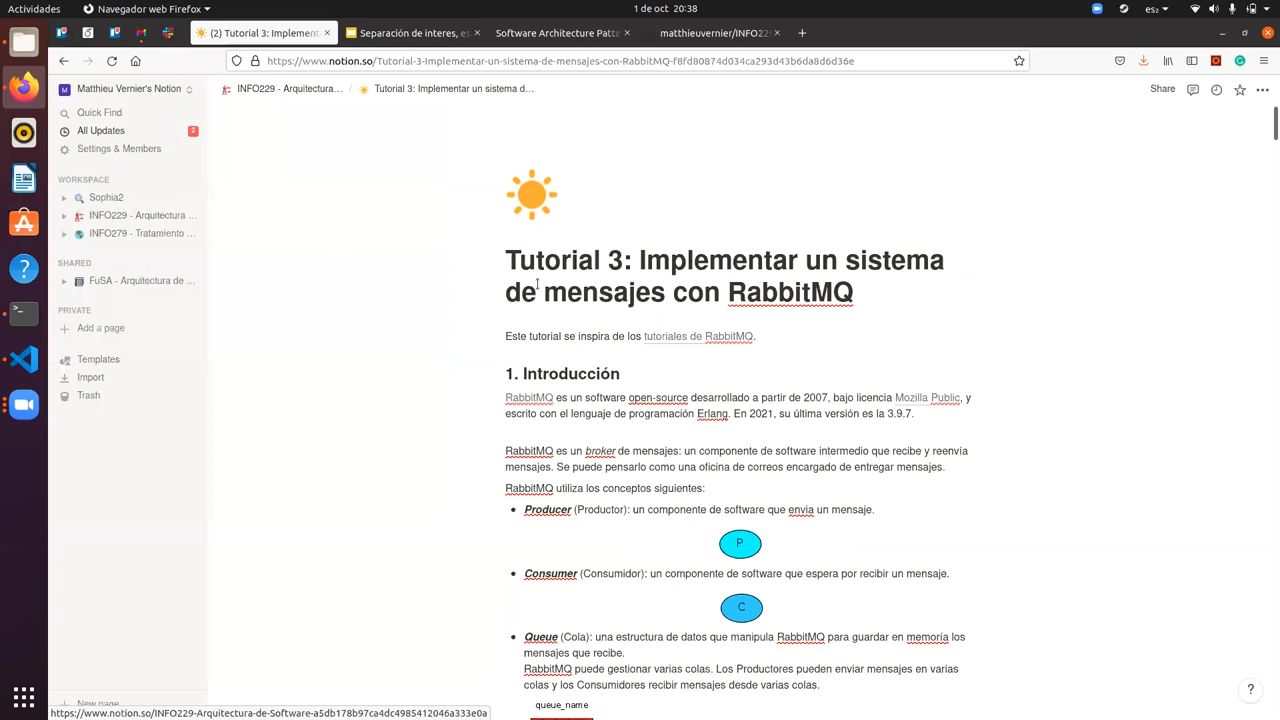 Actividades
Navegador web Firefox
1 de oct 20:38
es₂
(2) Tutorial 3: Implement
Separación de interes, es
Software Architecture Patte
matthieuvernier/INFO229
https://www.notion.so/Tutorial-3-Implementar-un-sistema-de-mensajes-con-RabbitMQ-f8fd80874d034ca293d43b6da8d6d36e
Matthieu Vernier's Notion
INFO229 - Arquitectura... / Tutorial 3: Implementar un sistema d...
Share
Quick Find
All Updates 2
Settings & Members
WORKSPACE
Sophia2
INFO229 - Arquitectura ...
INFO279 - Tratamiento ...
SHARED
FuSA - Arquitectura de ...
PRIVATE
Add a page
Templates
Import
Trash
New page
Tutorial 3: Implementar un sistema
de mensajes con RabbitMQ
Este tutorial se inspira de los tutoriales de RabbitMQ.
1. Introducción
RabbitMQ es un software open-source desarrollado a partir de 2007, bajo licencia Mozilla Public, y
escrito con el lenguaje de programación Erlang. En 2021, su última versión es la 3.9.7.
RabbitMQ es un broker de mensajes: un componente de software intermedio que recibe y reenvía
mensajes. Se puede pensarlo como una oficina de correos encargado de entregar mensajes.
RabbitMQ utiliza los conceptos siguientes:
• Producer (Productor): un componente de software que envia un mensaje.
P
• Consumer (Consumidor): un componente de software que espera por recibir un mensaje.
C
• Queue (Cola): una estructura de datos que manipula RabbitMQ para guardar en memoría los
mensajes que recibe.
RabbitMQ puede gestionar varias colas. Los Productores pueden enviar mensajes en varias
colas y los Consumidores recibir mensajes desde varias colas.
queue_name
?
https://www.notion.so/INFO229-Arquitectura-de-Software-a5db178b97ca4dc4985412046a333e0a